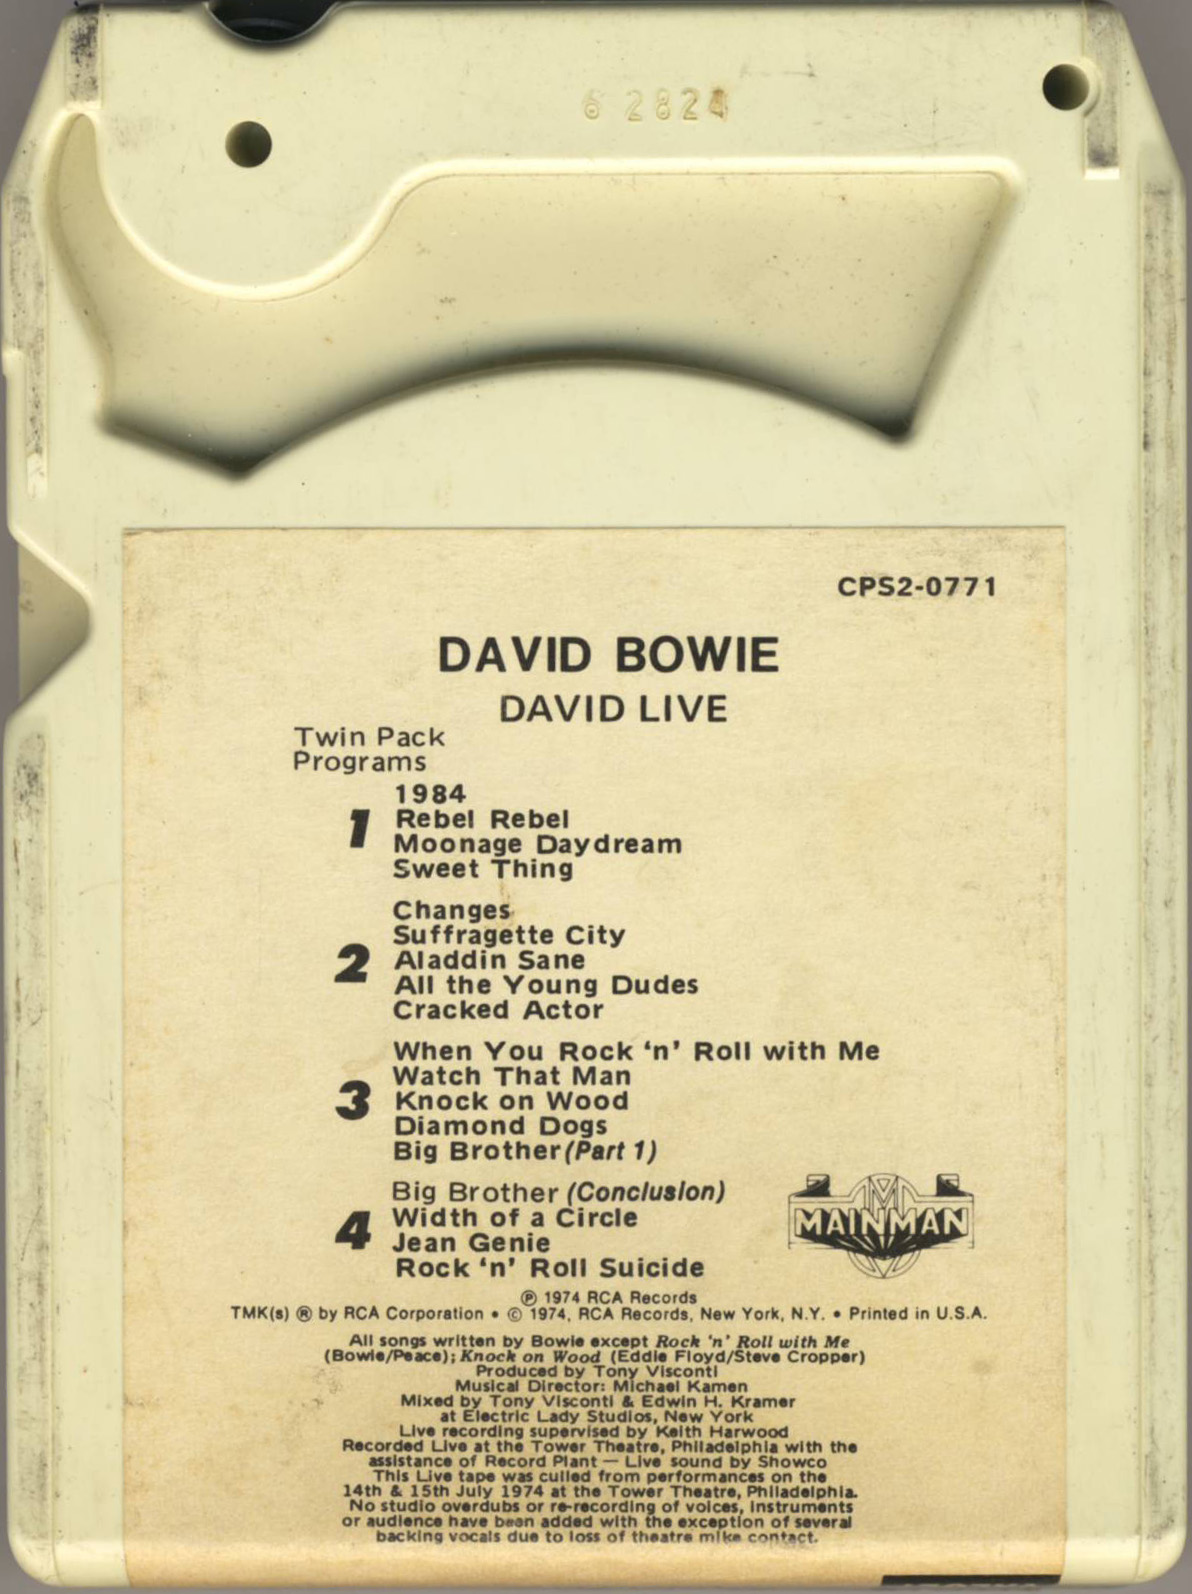 6 2824
CPS2-0771
DAVID BOWIE
DAVID LIVE
Twin Pack
Programs
1
1984
Rebel Rebel
Moonage Daydream
Sweet Thing
2
Changes
Suffragette City
Aladdin Sane
All the Young Dudes
Cracked Actor
3
When You Rock ‘n’ Roll with Me
Watch That Man
Knock on Wood
Diamond Dogs
Big Brother (Part 1)
4
Big Brother (Conclusion)
Width of a Circle
Jean Genie
Rock ‘n’ Roll Suicide
MAINMAN
℗ 1974 RCA Records
TMK(s) ® by RCA Corporation • © 1974, RCA Records, New York, N.Y. • Printed in U.S.A.
All songs written by Bowie except Rock ‘n’ Roll with Me
(Bowie/Peace); Knock on Wood (Eddie Floyd/Steve Cropper)
Produced by Tony Visconti
Musical Director: Michael Kamen
Mixed by Tony Visconti & Edwin H. Kramer
at Electric Lady Studios, New York
Live recording supervised by Keith Harwood
Recorded Live at the Tower Theatre, Philadelphia with the
assistance of Record Plant — Live sound by Showco
This Live tape was culled from performances on the
14th & 15th July 1974 at the Tower Theatre, Philadelphia.
No studio overdubs or re-recording of voices, instruments
or audience have been added with the exception of several
backing vocals due to loss of theatre mike contact.